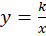 y = k/x